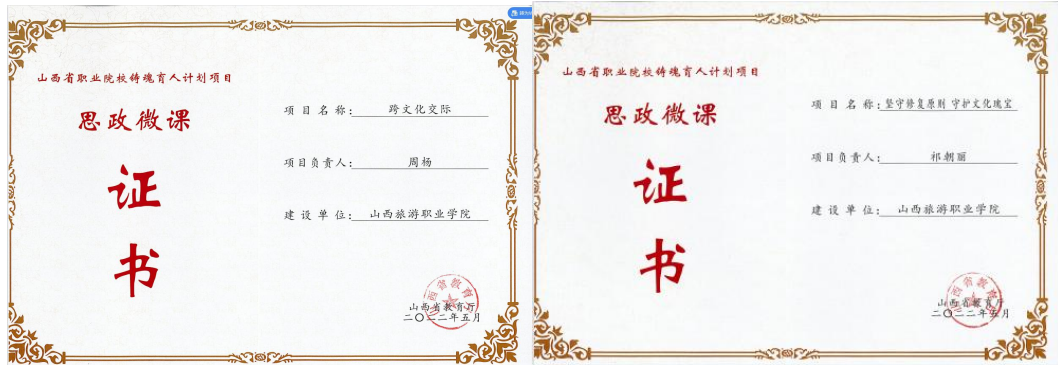 山西省职业院校铸魂育人计划项目
思政微课
证
书
项目名称：跨文化交际
项目负责人：周杨
建设单位：山西旅游职业学院
山西省教育厅
二〇二二年五月
山西省职业院校铸魂育人计划项目
思政微课
证
书
项目名称：坚守修复原则 守护文化瑰宝
项目负责人：祁朝丽
建设单位：山西旅游职业学院
山西省教育厅
二〇二二年五月